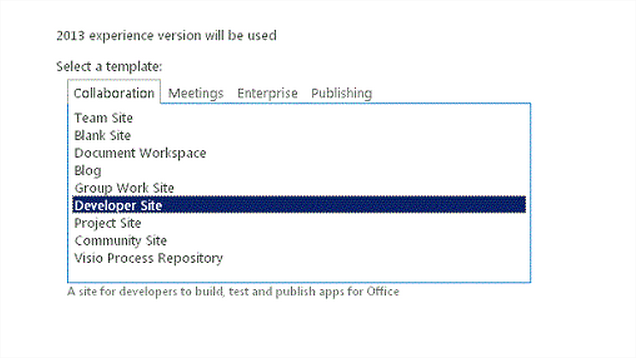 2013 experience version will be used
Select a template:
Collaboration Meetings Enterprise Publishing
Team Site
Blank Site
Document Workspace
Blog
Group Work Site
Developer Site
Project Site
Community Site
Visio Process Repository
A site for developers to build, test and publish apps for Office